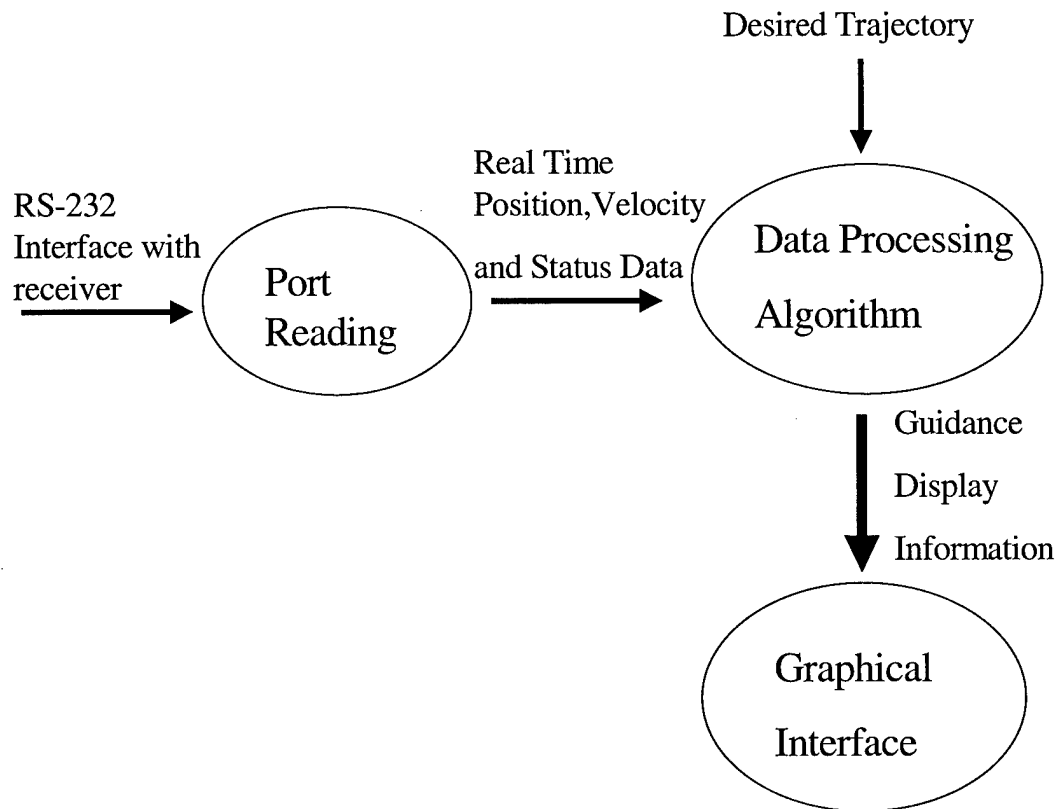 Desired Trajectory
RS-232
Interface with
receiver
Port
Reading
Real Time
Position,Velocity
and Status Data
Data Processing
Algorithm
Guidance
Display
Information
Graphical
Interface